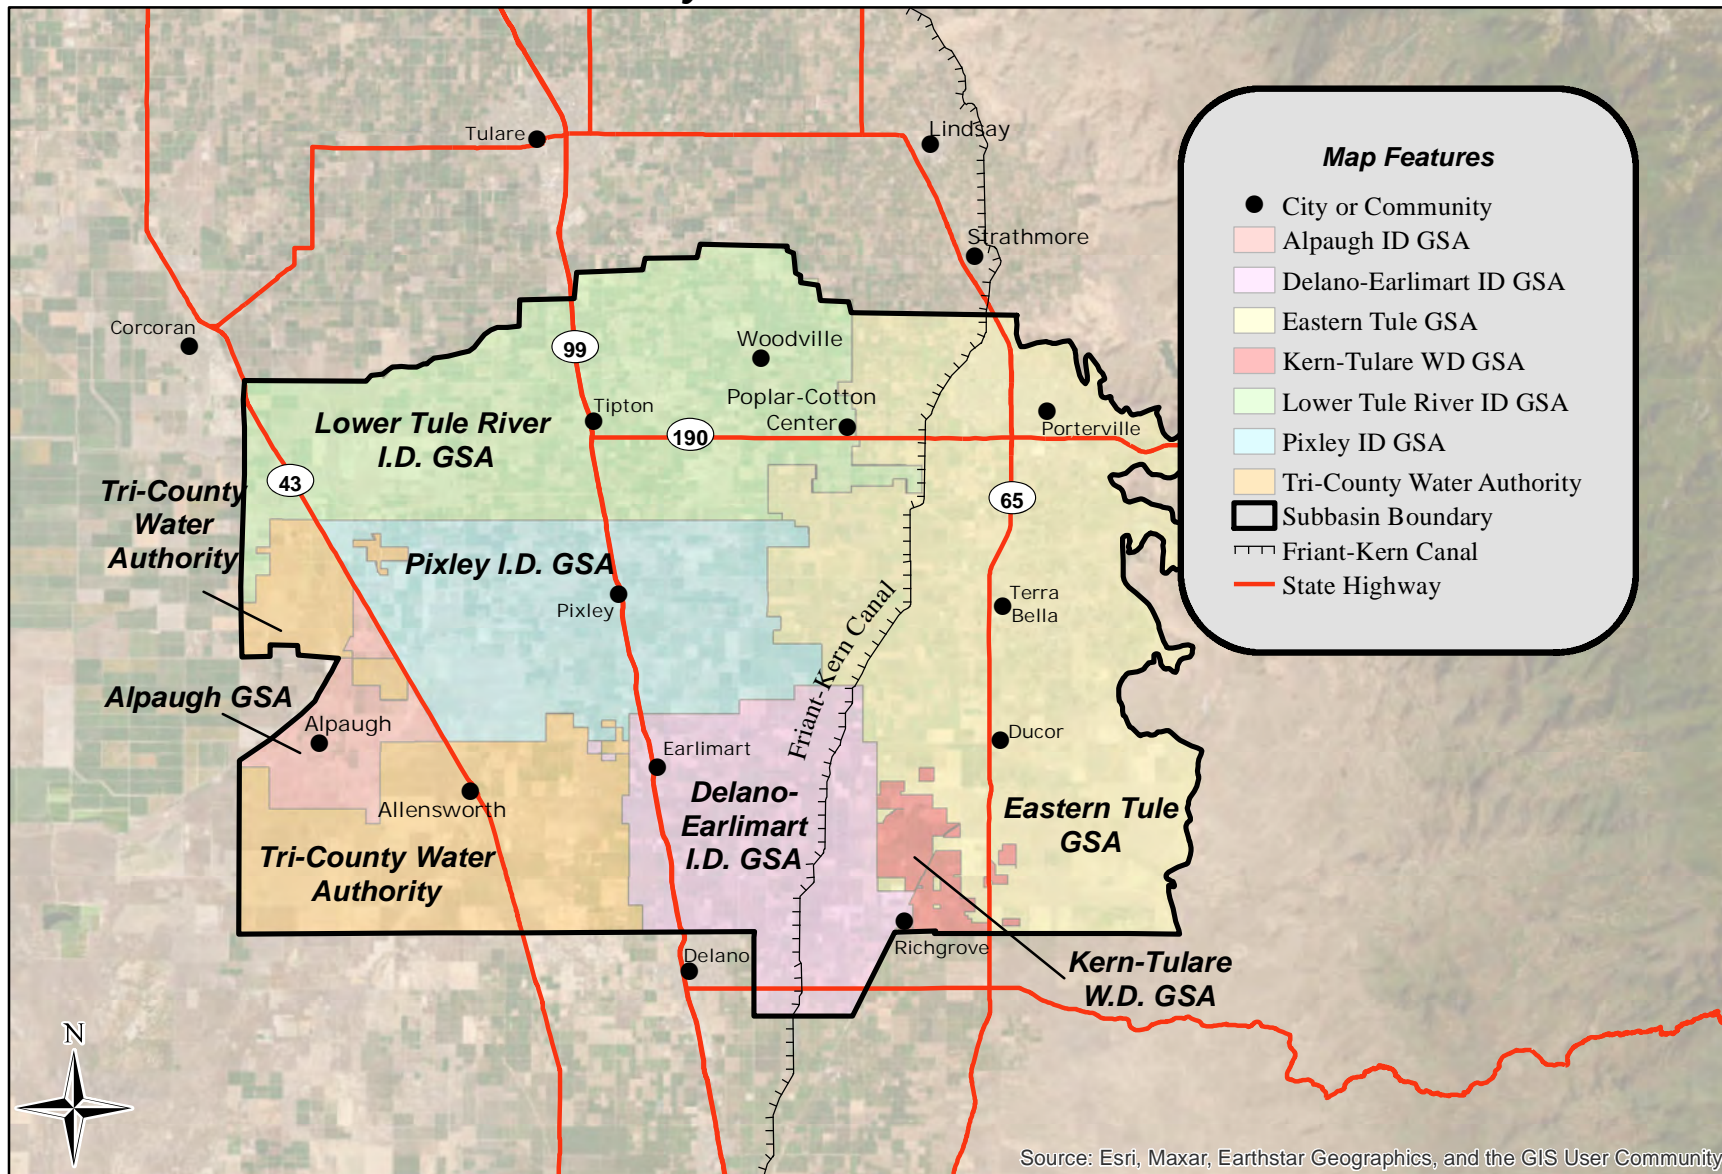 Map Features
City or Community
Alpaugh ID GSA
Delano-Earlimart ID GSA
Eastern Tule GSA
Kern-Tulare WD GSA
Lower Tule River ID GSA
Pixley ID GSA
Tri-County Water Authority
Subbasin Boundary
Friant-Kern Canal
State Highway
Tulare
Lindsay
Strathmore
Corcoran
99
Woodville
Tipton
Poplar-Cotton
Center
Porterville
190
Lower Tule River
I.D. GSA
43
65
Tri-County
Water
Authority
Pixley I.D. GSA
Pixley
Terra
Bella
Friant-Kern Canal
Alpaugh GSA
Alpaugh
Ducor
Earlimart
Allensworth
Delano-
Earlimart
I.D. GSA
Eastern Tule
GSA
Tri-County Water
Authority
Richgrove
Delano
Kern-Tulare
W.D. GSA
N
Source: Esri, Maxar, Earthstar Geographics, and the GIS User Community